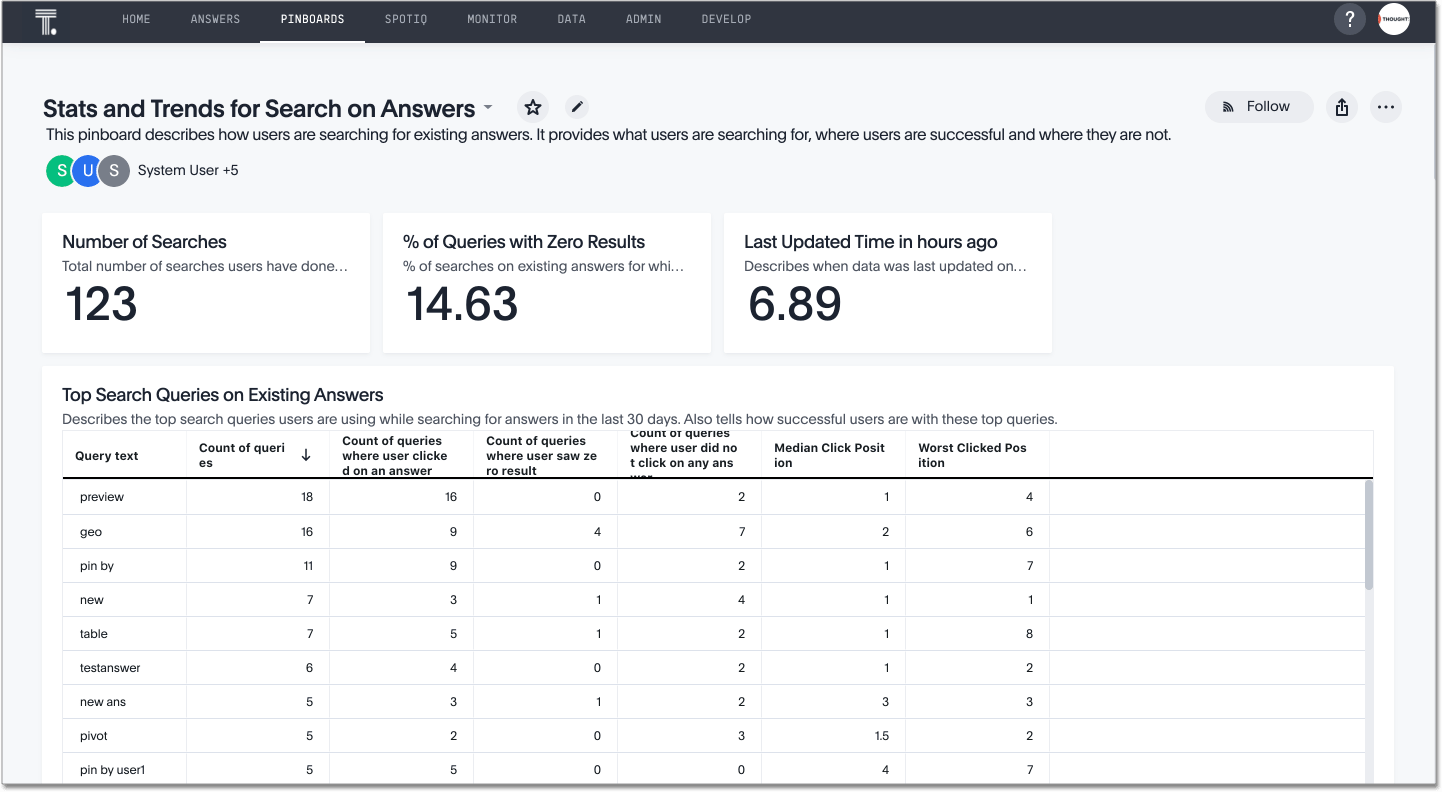 HOME ANSWERS PINBOARDS SPOTIQ MONITOR DATA ADMIN DEVELOP ? THOUGHT
Stats and Trends for Search on Answers Follow
This pinboard describes how users are searching for existing answers. It provides what users are searching for, where users are successful and where they are not.
S U S System User +5
Number of Searches
Total number of searches users have done…
123
% of Queries with Zero Results
% of searches on existing answers for whi…
14.63
Last Updated Time in hours ago
Describes when data was last updated on…
6.89
Top Search Queries on Existing Answers
Describes the top search queries users are using while searching for answers in the last 30 days. Also tells how successful users are with these top queries.
Query text
Count of queri
es
Count of queries
where user clicke
d on an answer
Count of queries
where user saw ze
ro result
Count of queries
where user did no
t click on any ans
wer
Median Click Posit
ion
Worst Clicked Pos
ition
preview 18 16 0 2 1 4
geo 16 9 4 7 2 6
pin by 11 9 0 2 1 7
new 7 3 1 4 1 1
table 7 5 1 2 1 8
testanswer 6 4 0 2 1 2
new ans 5 3 1 2 3 3
pivot 5 2 0 3 1.5 2
pin by user1 5 5 0 0 4 7